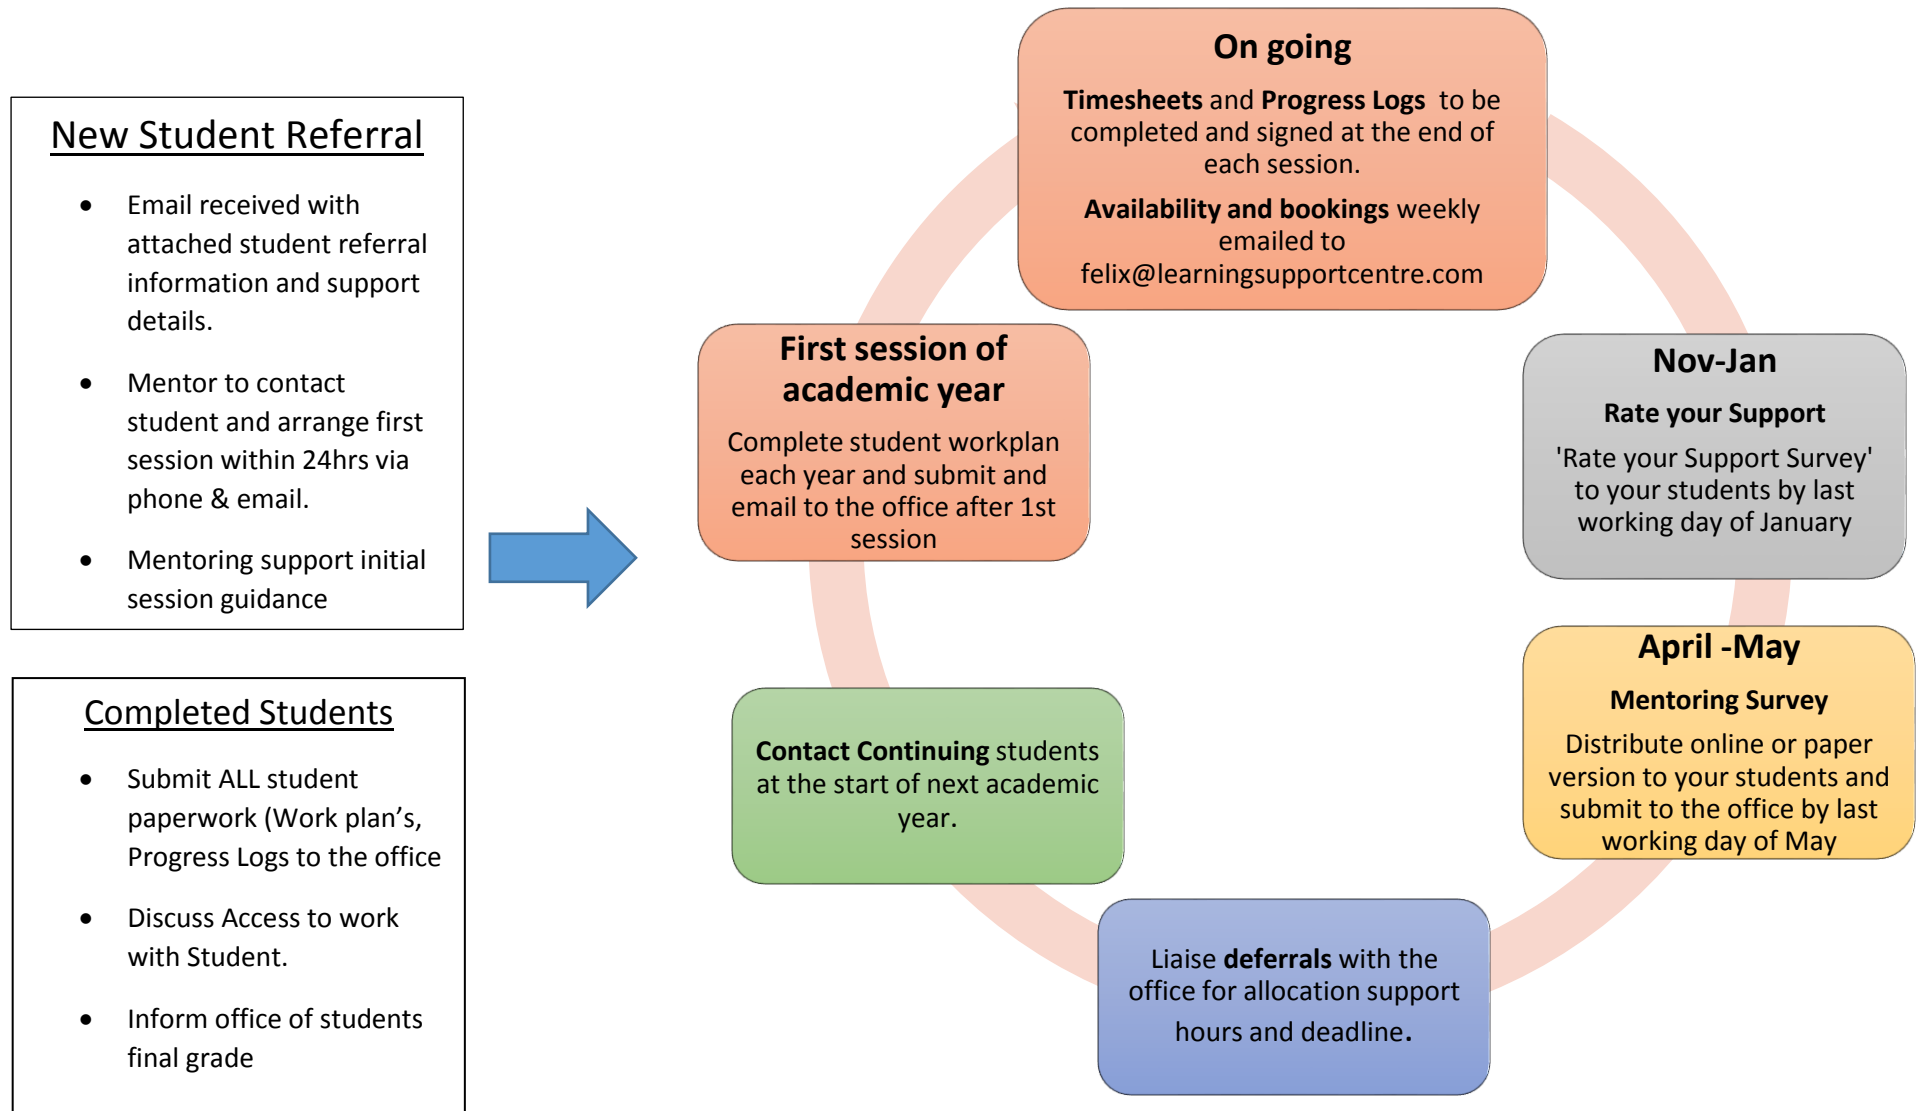 New Student Referral
• Email received with
attached student referral
information and support
details.
• Mentor to contact
student and arrange first
session within 24hrs via
phone & email.
• Mentoring support initial
session guidance
Completed Students
• Submit ALL student
paperwork (Work plan’s,
Progress Logs to the office
• Discuss Access to work
with Student.
• Inform office of students
final grade
First session of
academic year
Complete student workplan
each year and submit and
email to the office after 1st
session
On going
Timesheets and Progress Logs to be
completed and signed at the end of
each session.
Availability and bookings weekly
emailed to
felix@learningsupportcentre.com
Nov-Jan
Rate your Support
'Rate your Support Survey'
to your students by last
working day of January
April -May
Mentoring Survey
Distribute online or paper
version to your students and
submit to the office by last
working day of May
Liaise deferrals with the
office for allocation support
hours and deadline.
Contact Continuing students
at the start of next academic
year.